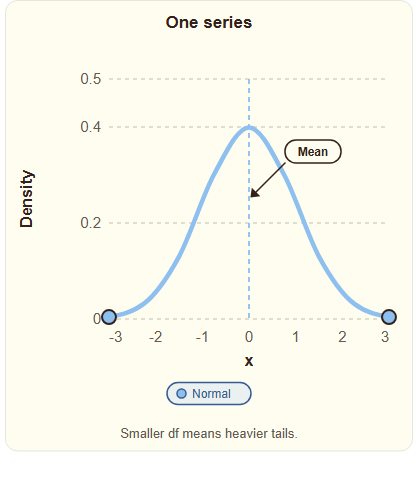 One series
0.5
0.4
Mean
Density
0.2
0
-3 -2 -1 0 1 2 3
x
Normal
Smaller df means heavier tails.